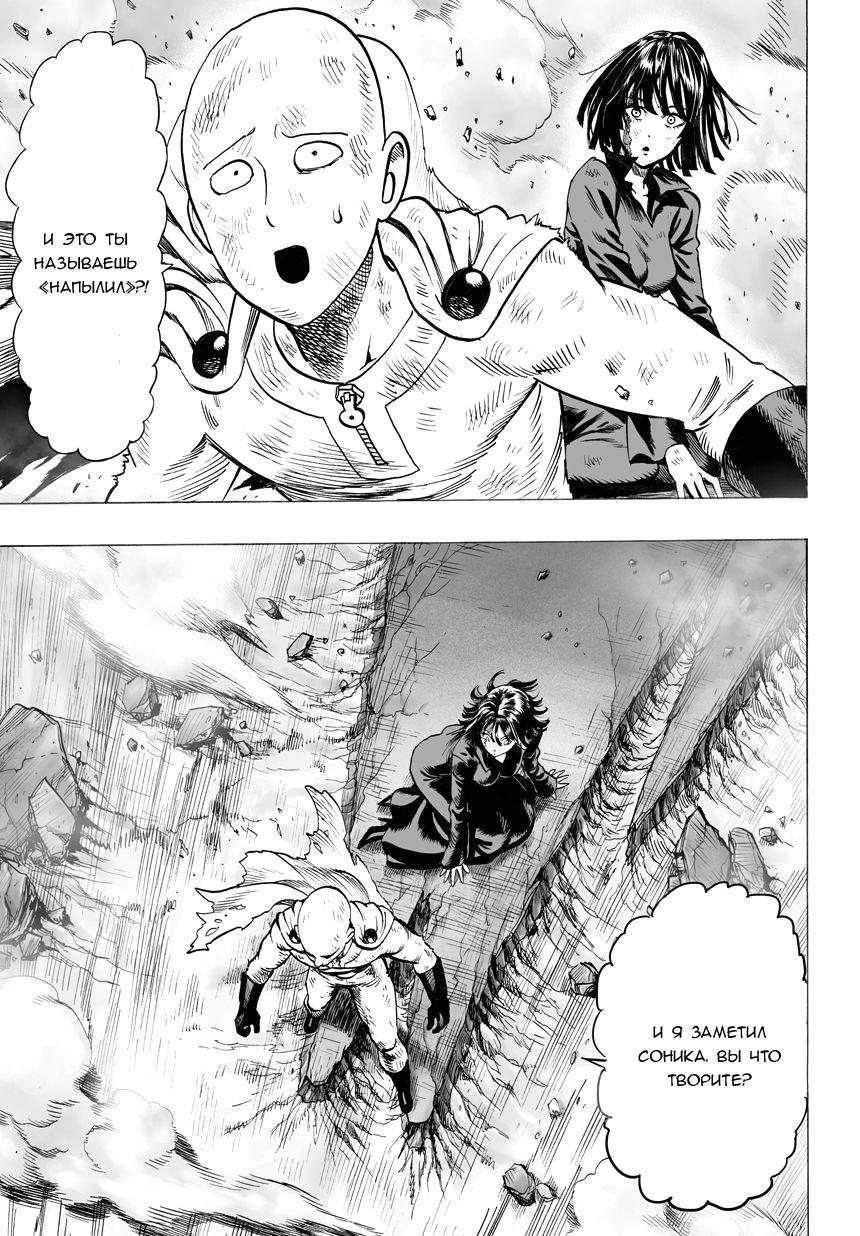 И ЭТО ТЫ
НАЗЫВАЕШЬ
«НАПЫЛИЛ»?!
И Я ЗАМЕТИЛ
СОНИКА. ВЫ ЧТО
ТВОРИТЕ?